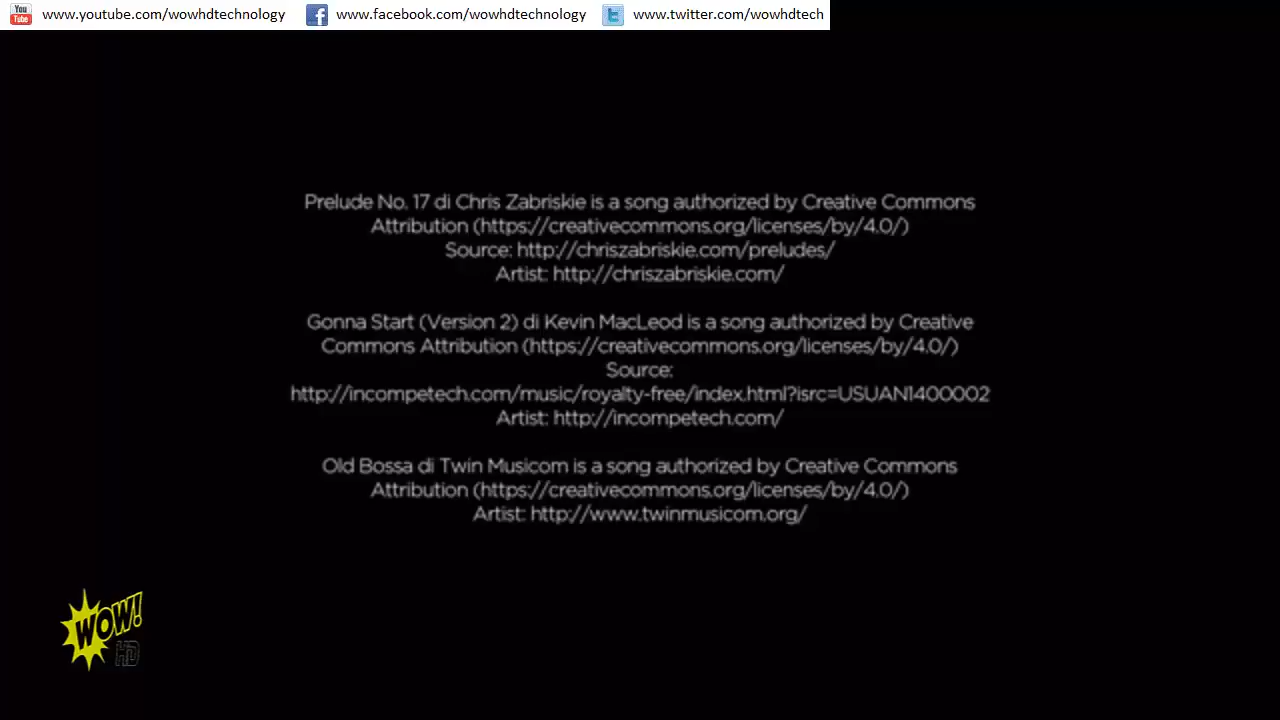 www.youtube.com/wowhdtechnology www.facebook.com/wowhdtechnology www.twitter.com/wowhdtech
Prelude No. 17 di Chris Zabriskie is a song authorized by Creative Commons
Attribution (https://creativecommons.org/licenses/by/4.0/)
Source: http://chriszabriskie.com/preludes/
Artist: http://chriszabriskie.com/
Gonna Start (Version 2) di Kevin MacLeod is a song authorized by Creative
Commons Attribution (https://creativecommons.org/licenses/by/4.0/)
Source:
http://incompetech.com/music/royalty-free/index.html?isrc=USUAN1400002
Artist: http://incompetech.com/
Old Bossa di Twin Musicom is a song authorized by Creative Commons
Attribution (https://creativecommons.org/licenses/by/4.0/)
Artist: http://www.twinmusicom.org/
WOW!
HD